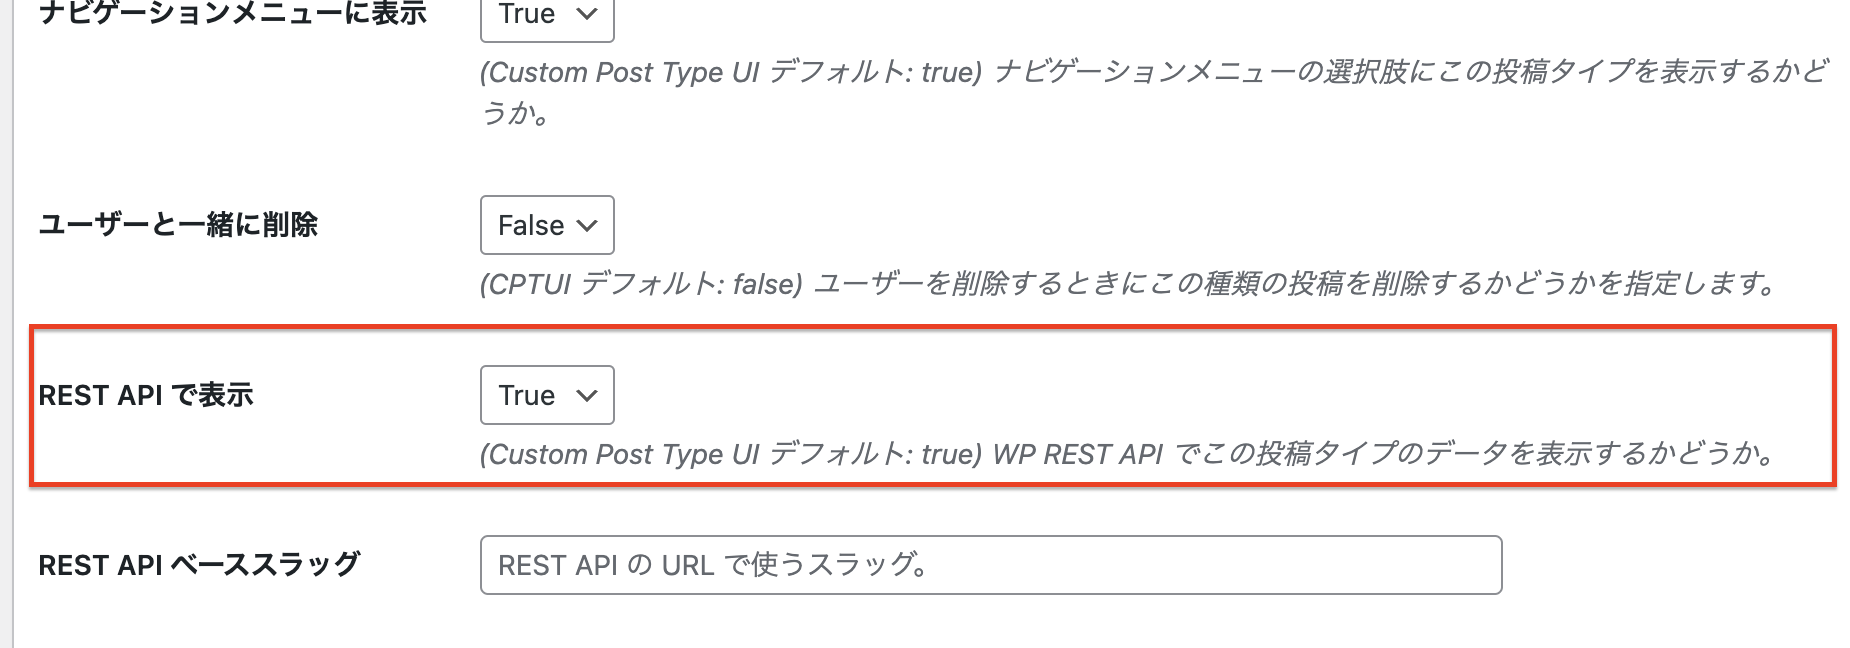 ナビゲーションメニューに表示
True
(Custom Post Type UI デフォルト: true) ナビゲーションメニューの選択肢にこの投稿タイプを表示するかど
うか。
ユーザーと一緒に削除
False
(CPTUI デフォルト: false) ユーザーを削除するときにこの種類の投稿を削除するかどうかを指定します。
REST API で表示
True
(Custom Post Type UI デフォルト: true) WP REST API でこの投稿タイプのデータを表示するかどうか。
REST API ベーススラッグ
REST API の URL で使うスラッグ。